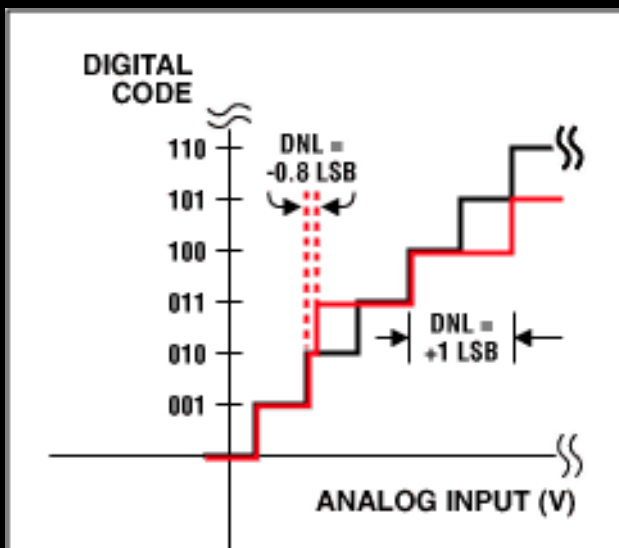 DIGITAL
CODE
110
DNL =
-0.8 LSB
101
100
011
DNL =
+1 LSB
010
001
ANALOG INPUT (V)